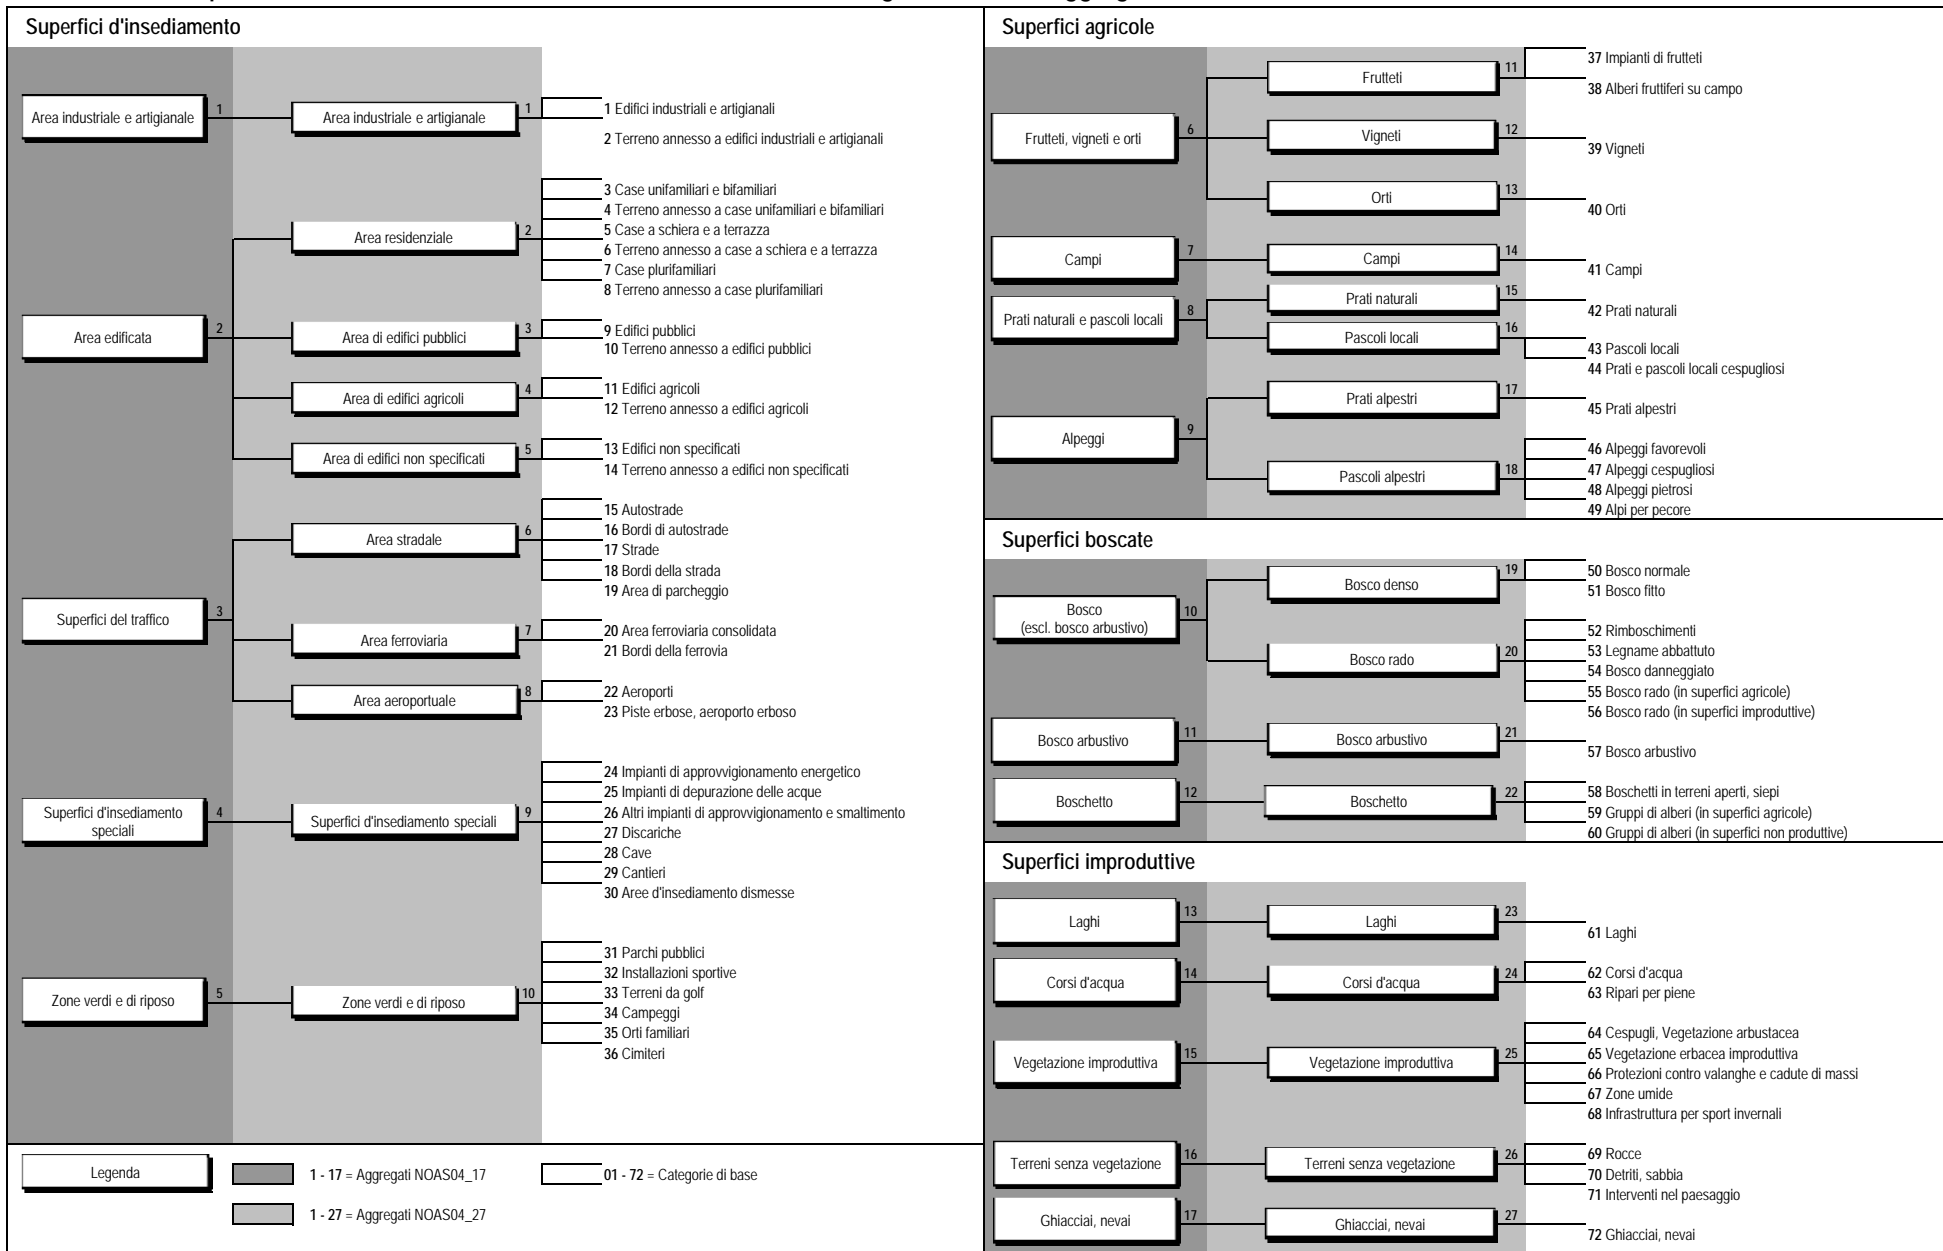 Superfici d'insediamento
Area industriale e artigianale
1
Area industriale e artigianale
1
1 Edifici industriali e artigianali
2 Terreno annesso a edifici industriali e artigianali
Area edificata
2
Area residenziale
2
3 Case unifamiliari e bifamiliari
4 Terreno annesso a case unifamiliari e bifamiliari
5 Case a schiera e a terrazza
6 Terreno annesso a case a schiera e a terrazza
7 Case plurifamiliari
8 Terreno annesso a case plurifamiliari
Area di edifici pubblici
3
9 Edifici pubblici
10 Terreno annesso a edifici pubblici
Area di edifici agricoli
4
11 Edifici agricoli
12 Terreno annesso a edifici agricoli
Area di edifici non specificati
5
13 Edifici non specificati
14 Terreno annesso a edifici non specificati
Superfici del traffico
3
Area stradale
6
15 Autostrade
16 Bordi di autostrade
17 Strade
18 Bordi della strada
19 Area di parcheggio
Area ferroviaria
7
20 Area ferroviaria consolidata
21 Bordi della ferrovia
Area aeroportuale
8
22 Aeroporti
23 Piste erbose, aeroporto erboso
Superfici d'insediamento
speciali
4
Superfici d'insediamento speciali
9
24 Impianti di approvvigionamento energetico
25 Impianti di depurazione delle acque
26 Altri impianti di approvvigionamento e smaltimento
27 Discariche
28 Cave
29 Cantieri
30 Aree d'insediamento dismesse
Zone verdi e di riposo
5
Zone verdi e di riposo
10
31 Parchi pubblici
32 Installazioni sportive
33 Terreni da golf
34 Campeggi
35 Orti familiari
36 Cimiteri
Legenda
1 - 17 = Aggregati NOAS04_17
1 - 27 = Aggregati NOAS04_27
01 - 72 = Categorie di base
Superfici agricole
Frutteti, vigneti e orti
6
Frutteti
11
37 Impianti di frutteti
38 Alberi fruttiferi su campo
Vigneti
12
39 Vigneti
Orti
13
40 Orti
Campi
7
Campi
14
41 Campi
Prati naturali e pascoli locali
8
Prati naturali
15
42 Prati naturali
Pascoli locali
16
43 Pascoli locali
44 Prati e pascoli locali cespugliosi
Alpeggi
9
Prati alpestri
17
45 Prati alpestri
Pascoli alpestri
18
46 Alpeggi favorevoli
47 Alpeggi cespugliosi
48 Alpeggi pietrosi
49 Alpi per pecore
Superfici boscate
Bosco
(escl. bosco arbustivo)
10
Bosco denso
19
50 Bosco normale
51 Bosco fitto
Bosco rado
20
52 Rimboschimenti
53 Legname abbattuto
54 Bosco danneggiato
55 Bosco rado (in superfici agricole)
56 Bosco rado (in superfici improduttive)
Bosco arbustivo
11
Bosco arbustivo
21
57 Bosco arbustivo
Boschetto
12
Boschetto
22
58 Boschetti in terreni aperti, siepi
59 Gruppi di alberi (in superfici agricole)
60 Gruppi di alberi (in superfici non produttive)
Superfici improduttive
Laghi
13
Laghi
23
61 Laghi
Corsi d'acqua
14
Corsi d'acqua
24
62 Corsi d'acqua
63 Ripari per piene
Vegetazione improduttiva
15
Vegetazione improduttiva
25
64 Cespugli, Vegetazione arbustacea
65 Vegetazione erbacea improduttiva
66 Protezioni contro valanghe e cadute di massi
67 Zone umide
68 Infrastruttura per sport invernali
Terreni senza vegetazione
16
Terreni senza vegetazione
26
69 Rocce
70 Detriti, sabbia
71 Interventi nel paesaggio
Ghiacciai, nevai
17
Ghiacciai, nevai
27
72 Ghiacciai, nevai